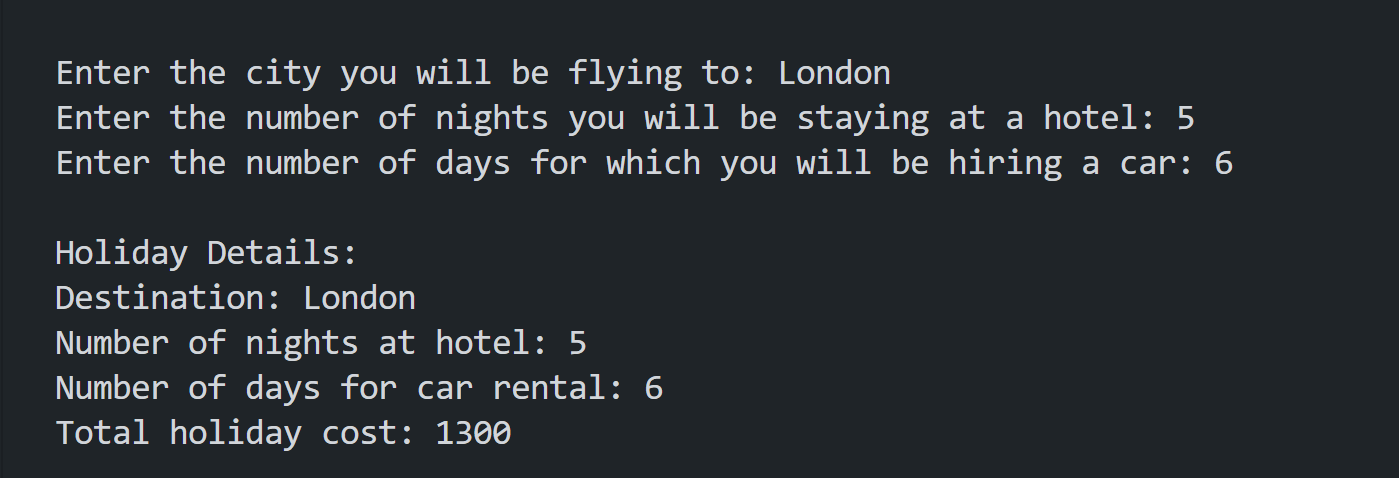 Enter the city you will be flying to: London
Enter the number of nights you will be staying at a hotel: 5
Enter the number of days for which you will be hiring a car: 6
Holiday Details:
Destination: London
Number of nights at hotel: 5
Number of days for car rental: 6
Total holiday cost: 1300